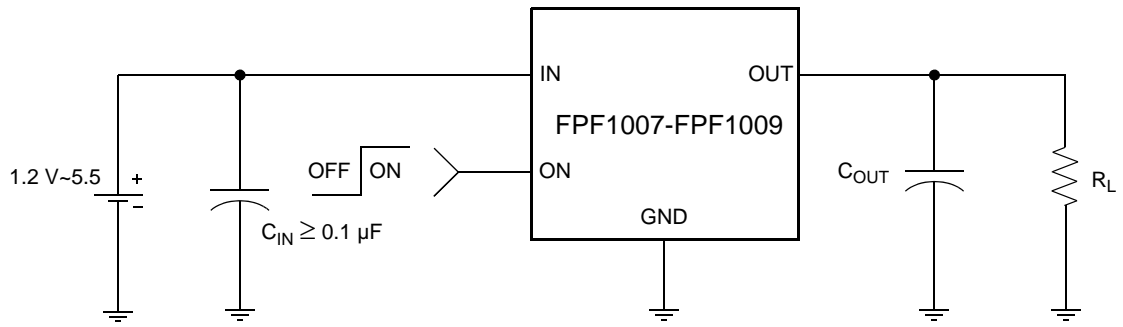 IN
OUT
FPF1007-FPF1009
1.2 V~5.5
+
-
OFF
ON
ON
C_IN ≥ 0.1 µF
GND
C_OUT
R_L